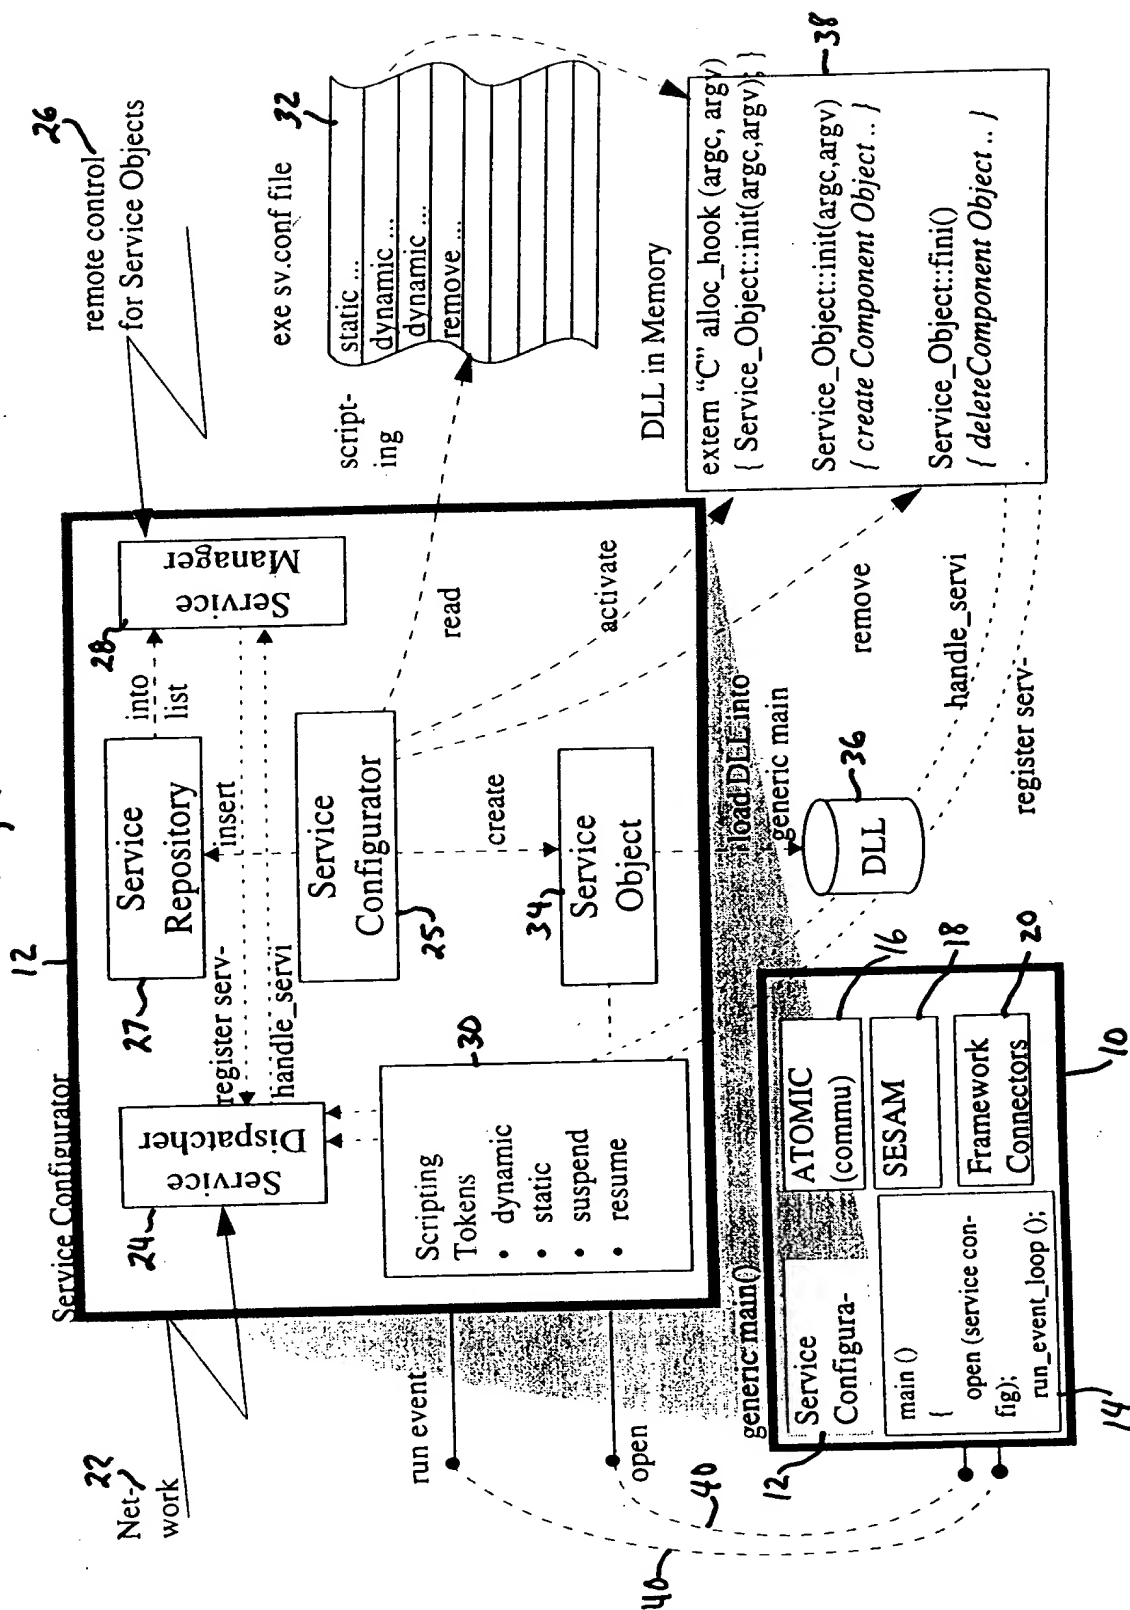 remote control 26
for Service Objects
exe sv.conf file
32
static ...
dynamic ...
dynamic ...
remove ...
script-
ing
DLL in Memory
38
extern “C” alloc_hook (argc, argv)
{ Service_Object::init(argc,argv); }
Service_Object::init(argc,argv)
{ create Component Object .. }
Service_Object::fini()
{ deleteComponent Object .. }
12
Service Configurator
Service
Manager
28
into
list
Service
Repository
27
insert
register serv-
handle_servi
Service
Dispatcher
24
Net- 22
work
Service
Configurator
25
read
activate
remove
create
34
Service
Object
30
Scripting
Tokens
• dynamic
• static
• suspend
• resume
load DLL into
generic main
handle_servi
register serv-
36
DLL
run event
open
40
40
generic main()
12
Service
Configura-
ATOMIC
(commu)
16
SESAM
18
Framework
Connectors
20
10
main ()
{
open (service con-
fig);
run_event_loop ();
14